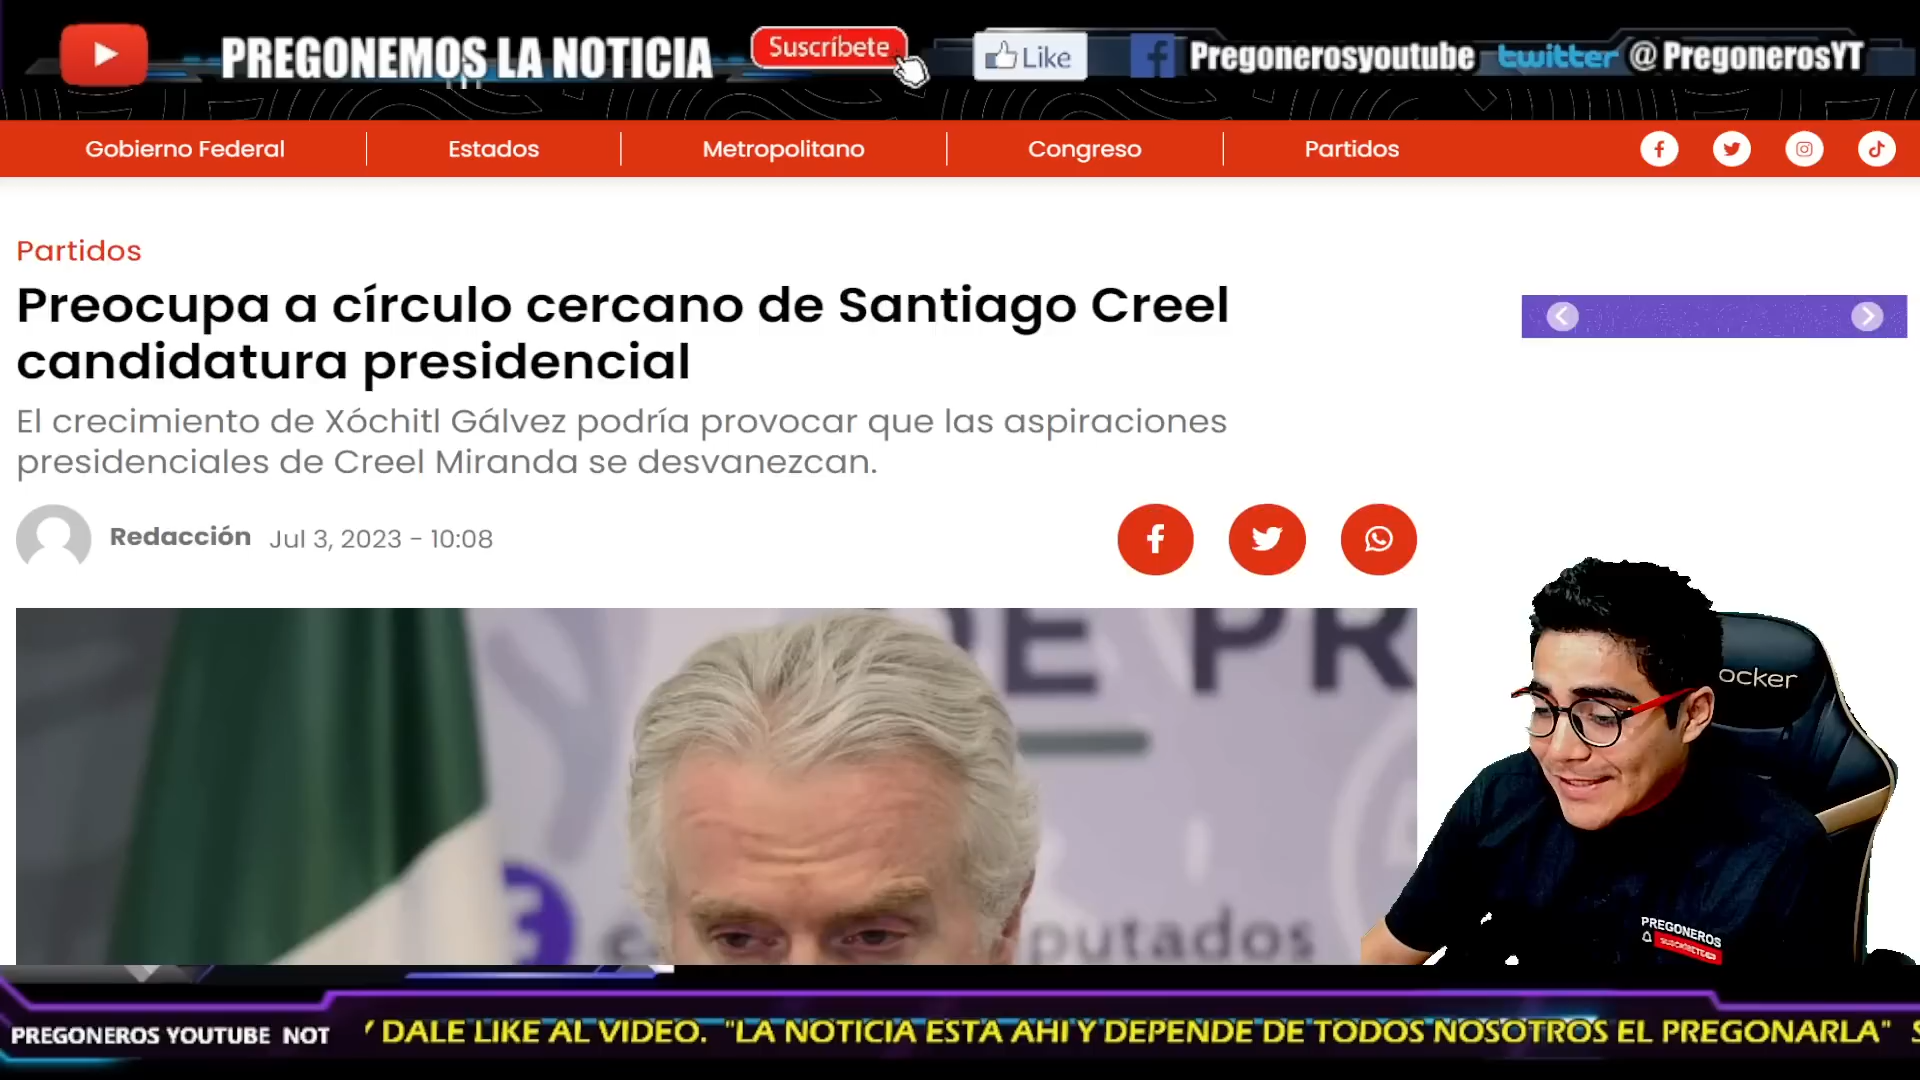 PREGONEMOS LA NOTICIA
Suscríbete
Like
Pregonerosyoutube
twitter @PregonerosYT
Gobierno Federal
Estados
Metropolitano
Congreso
Partidos
Partidos
Preocupa a círculo cercano de Santiago Creel
candidatura presidencial
El crecimiento de Xóchitl Gálvez podría provocar que las aspiraciones
presidenciales de Creel Miranda se desvanezcan.
Redacción Jul 3, 2023 - 10:08
DE PR
putados
ocker
PREGONEROS
PREGONEROS YOUTUBE NOT
Y DALE LIKE AL VIDEO. "LA NOTICIA ESTA AHI Y DEPENDE DE TODOS NOSOTROS EL PREGONARLA" S